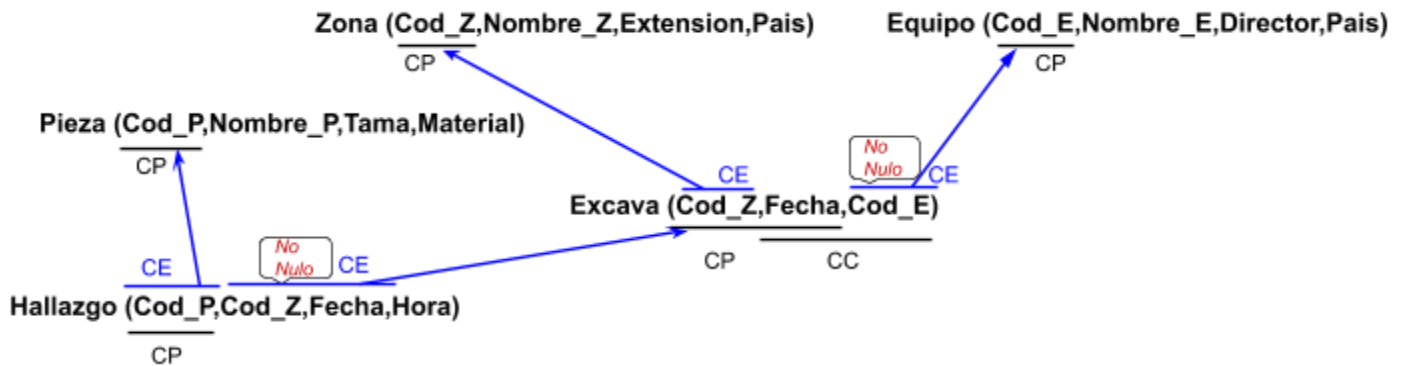 Zona (Cod_Z,Nombre_Z,Extension,Pais)
CP
Equipo (Cod_E,Nombre_E,Director,Pais)
CP
Pieza (Cod_P,Nombre_P,Tama,Material)
CP
No
Nulo
CE
CE
Excava (Cod_Z,Fecha,Cod_E)
CP
CC
CE
No
Nulo
CE
Hallazgo (Cod_P,Cod_Z,Fecha,Hora)
CP